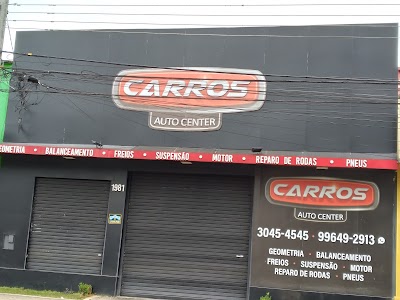 CARROS
AUTO CENTER
GEOMETRIA • BALANCEAMENTO • FREIOS • SUSPENSÃO • MOTOR • REPARO DE RODAS • PNEUS
1981
CARROS
AUTO CENTER
3045-4545 • 99649-2913
GEOMETRIA • BALANCEAMENTO
FREIOS • SUSPENSÃO • MOTOR
REPARO DE RODAS • PNEUS